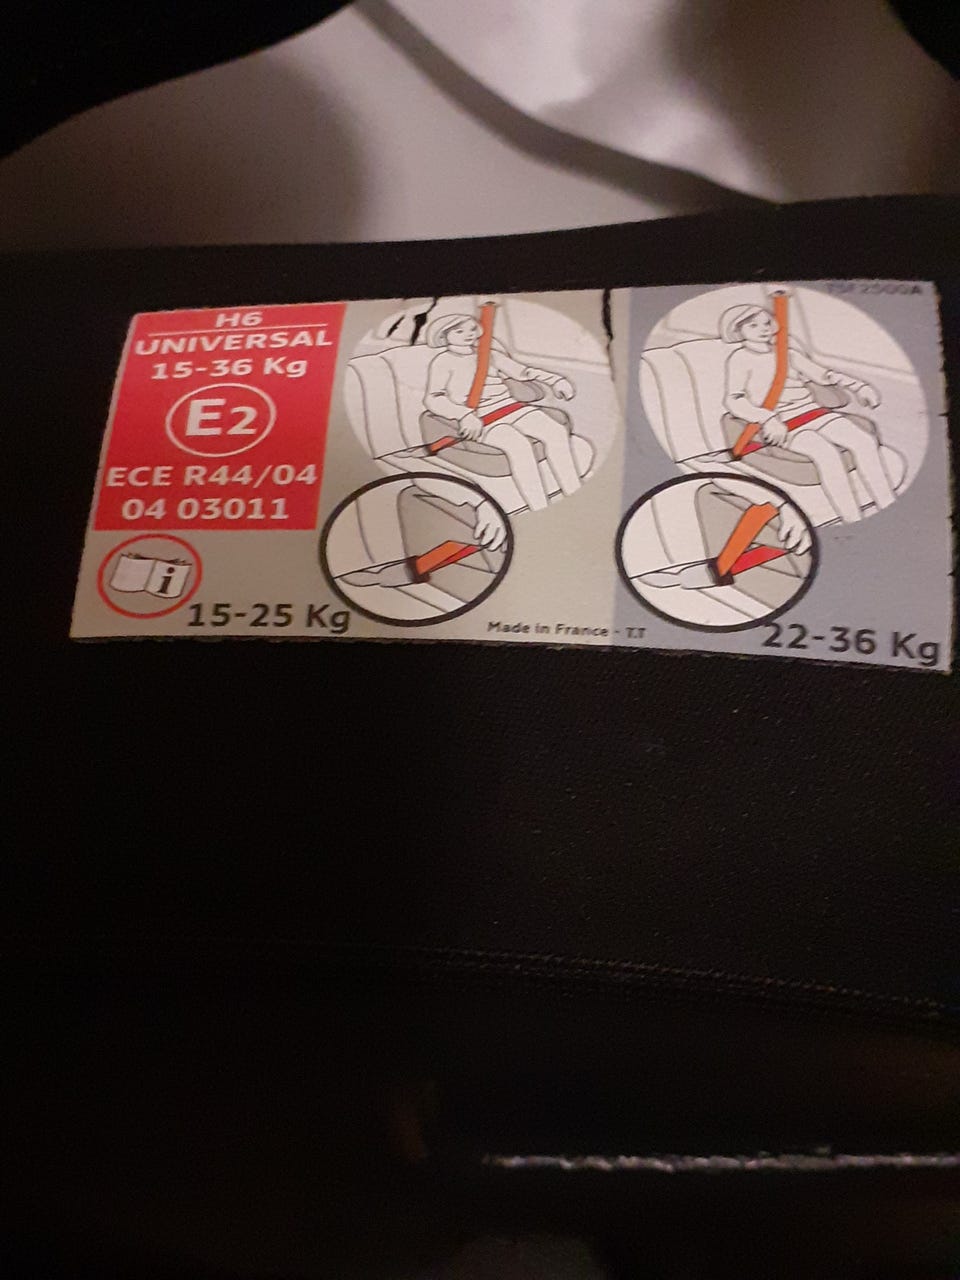 H6
UNIVERSAL
15-36 Kg
E2
ECE R44/04
04 03011
i
15-25 Kg
Made in France - T.T
22-36 Kg